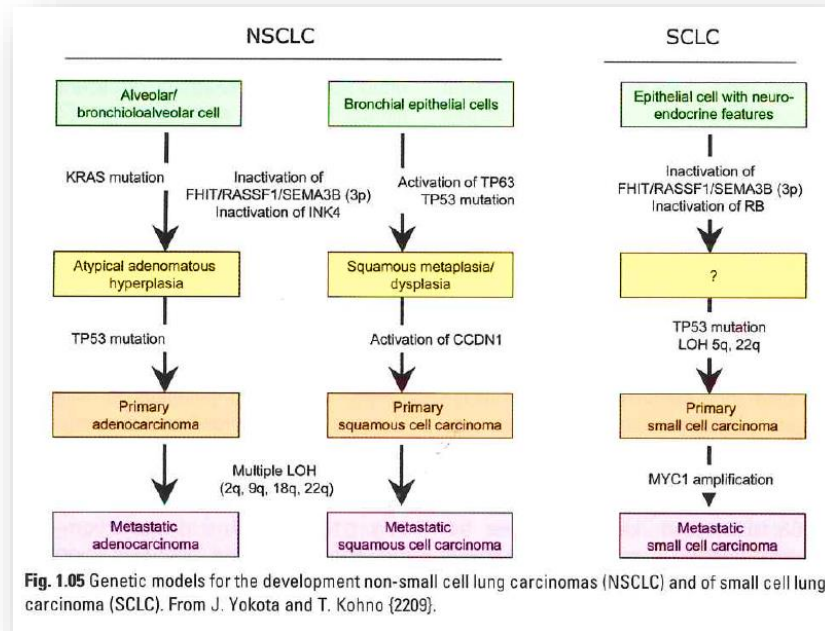 NSCLC
SCLC
Alveolar/
bronchioloalveolar cell
Bronchial epithelial cells
Epithelial cell with neuro-
endocrine features
KRAS mutation
Inactivation of
FHIT/RASSF1/SEMA3B (3p)
Inactivation of INK4
Activation of TP63
TP53 mutation
Inactivation of
FHIT/RASSF1/SEMA3B (3p)
Inactivation of RB
Atypical adenomatous
hyperplasia
Squamous metaplasia/
dysplasia
?
TP53 mutation
Activation of CCDN1
TP53 mutation
LOH 5q, 22q
Primary
adenocarcinoma
Primary
squamous cell carcinoma
Primary
small cell carcinoma
Multiple LOH
(2q, 9q, 18q, 22q)
MYC1 amplification
Metastatic
adenocarcinoma
Metastatic
squamous cell carcinoma
Metastatic
small cell carcinoma
Fig. 1.05 Genetic models for the development non-small cell lung carcinomas (NSCLC) and of small cell lung
carcinoma (SCLC). From J. Yokota and T. Kohno {2209}.